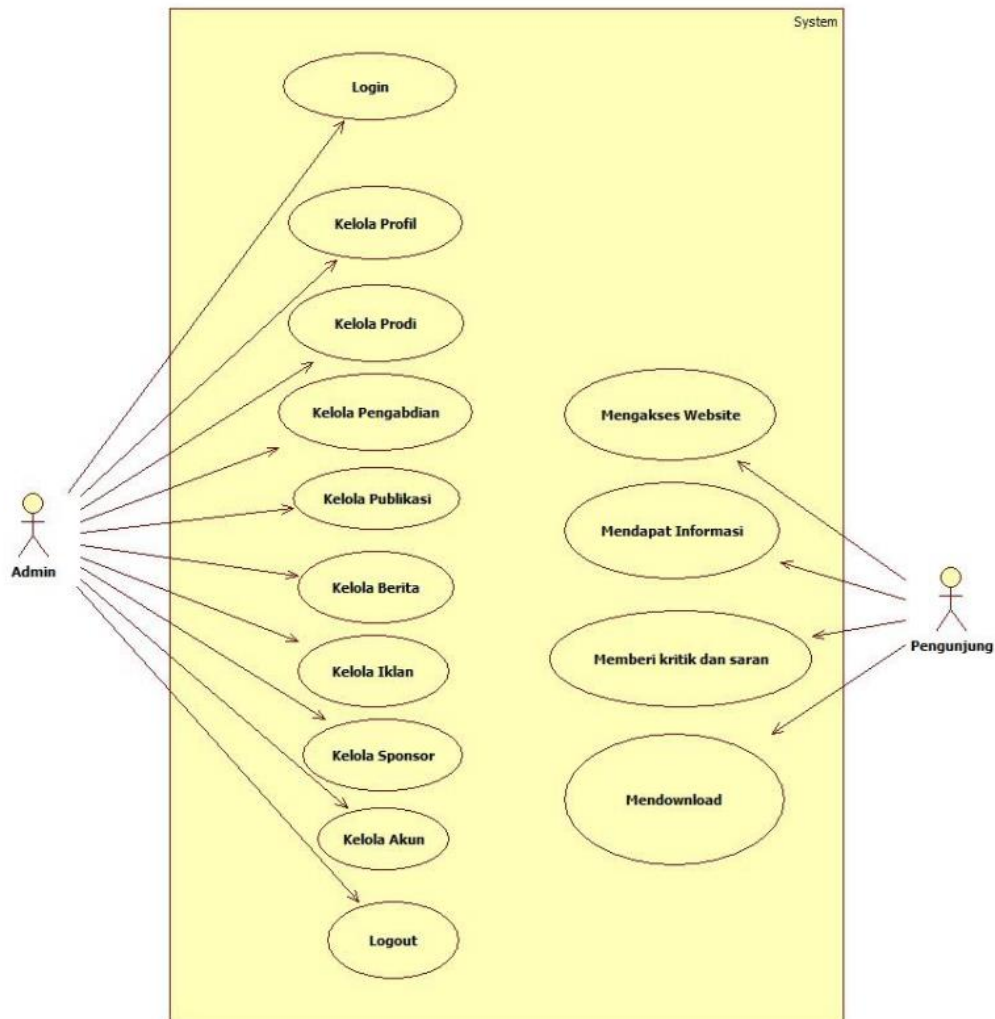 System
Login
Kelola Profil
Kelola Prodi
Kelola Pengabdian
Kelola Publikasi
Kelola Berita
Kelola Iklan
Kelola Sponsor
Kelola Akun
Logout
Admin
Mengakses Website
Mendapat Informasi
Memberi kritik dan saran
Mendownload
Pengunjung